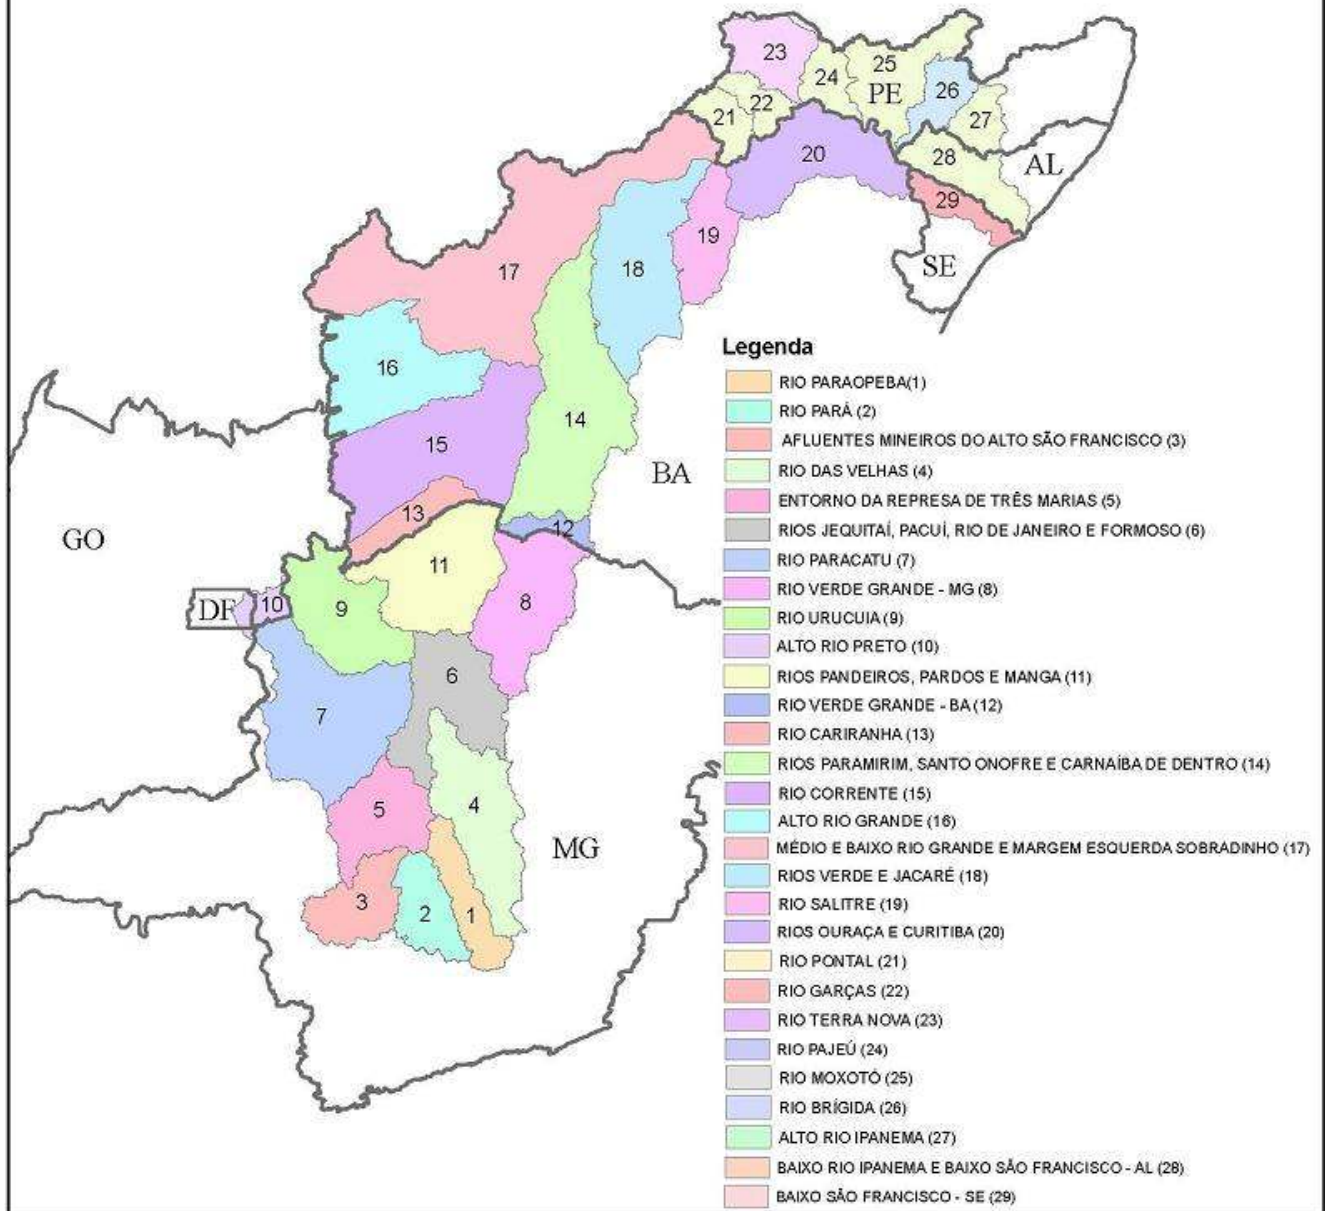 23
24
25
PE
26
27
21
22
20
28
AL
29
19
SE
17
18
16
14
15
BA
13
12
GO
11
DF
10
9
8
6
7
5
4
MG
3
2
1
Legenda
RIO PARAOPEBA(1)
RIO PARÁ (2)
AFLUENTES MINEIROS DO ALTO SÃO FRANCISCO (3)
RIO DAS VELHAS (4)
ENTORNO DA REPRESA DE TRÊS MARIAS (5)
RIOS JEQUITAÍ, PACUÍ, RIO DE JANEIRO E FORMOSO (6)
RIO PARACATU (7)
RIO VERDE GRANDE - MG (8)
RIO URUCUIA (9)
ALTO RIO PRETO (10)
RIOS PANDEIROS, PARDOS E MANGA (11)
RIO VERDE GRANDE - BA (12)
RIO CARIRANHA (13)
RIOS PARAMIRIM, SANTO ONOFRE E CARNAÍBA DE DENTRO (14)
RIO CORRENTE (15)
ALTO RIO GRANDE (16)
MÉDIO E BAIXO RIO GRANDE E MARGEM ESQUERDA SOBRADINHO (17)
RIOS VERDE E JACARÉ (18)
RIO SALITRE (19)
RIOS OURAÇA E CURITIBA (20)
RIO PONTAL (21)
RIO GARÇAS (22)
RIO TERRA NOVA (23)
RIO PAJEÚ (24)
RIO MOXOTÓ (25)
RIO BRÍGIDA (26)
ALTO RIO IPANEMA (27)
BAIXO RIO IPANEMA E BAIXO SÃO FRANCISCO - AL (28)
BAIXO SÃO FRANCISCO - SE (29)